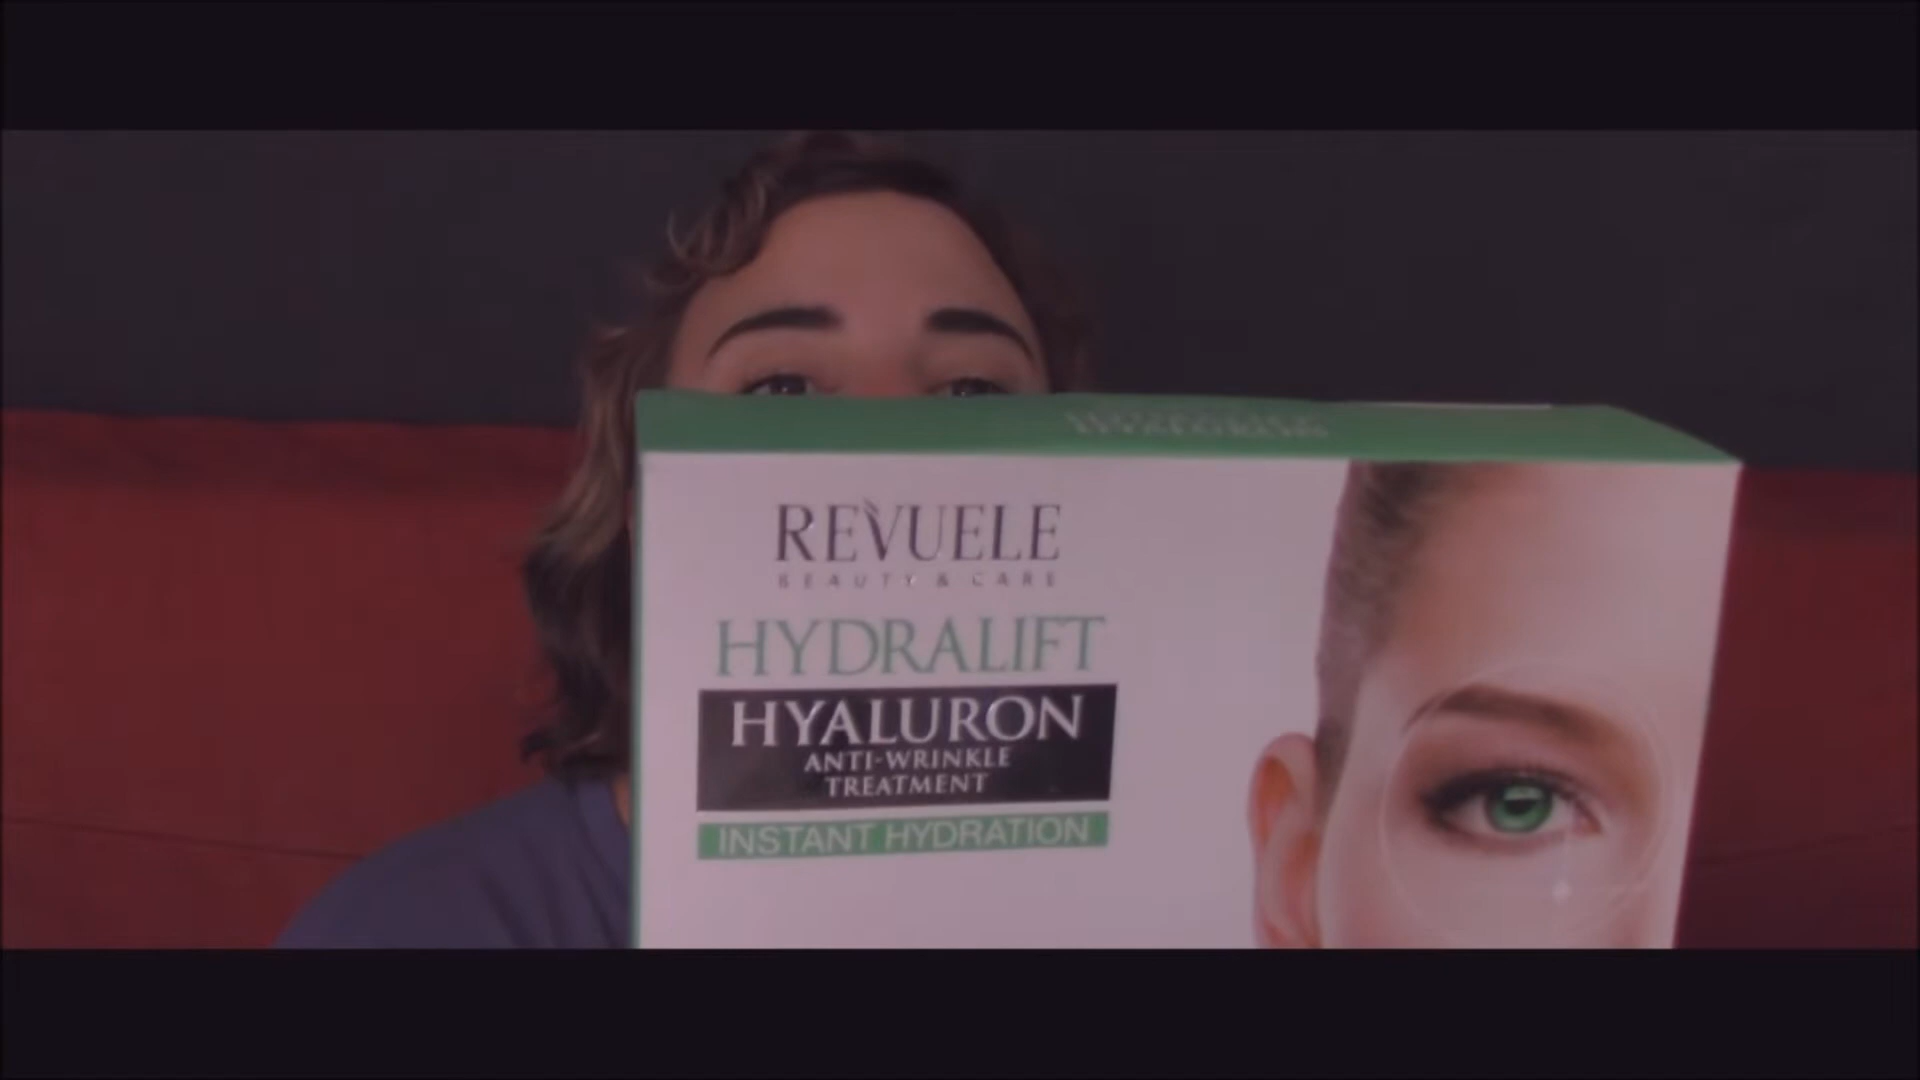 REVUELE
BEAUTY & CARE
HYDRALIFT
HYALURON
ANTI-WRINKLE
TREATMENT
INSTANT HYDRATION